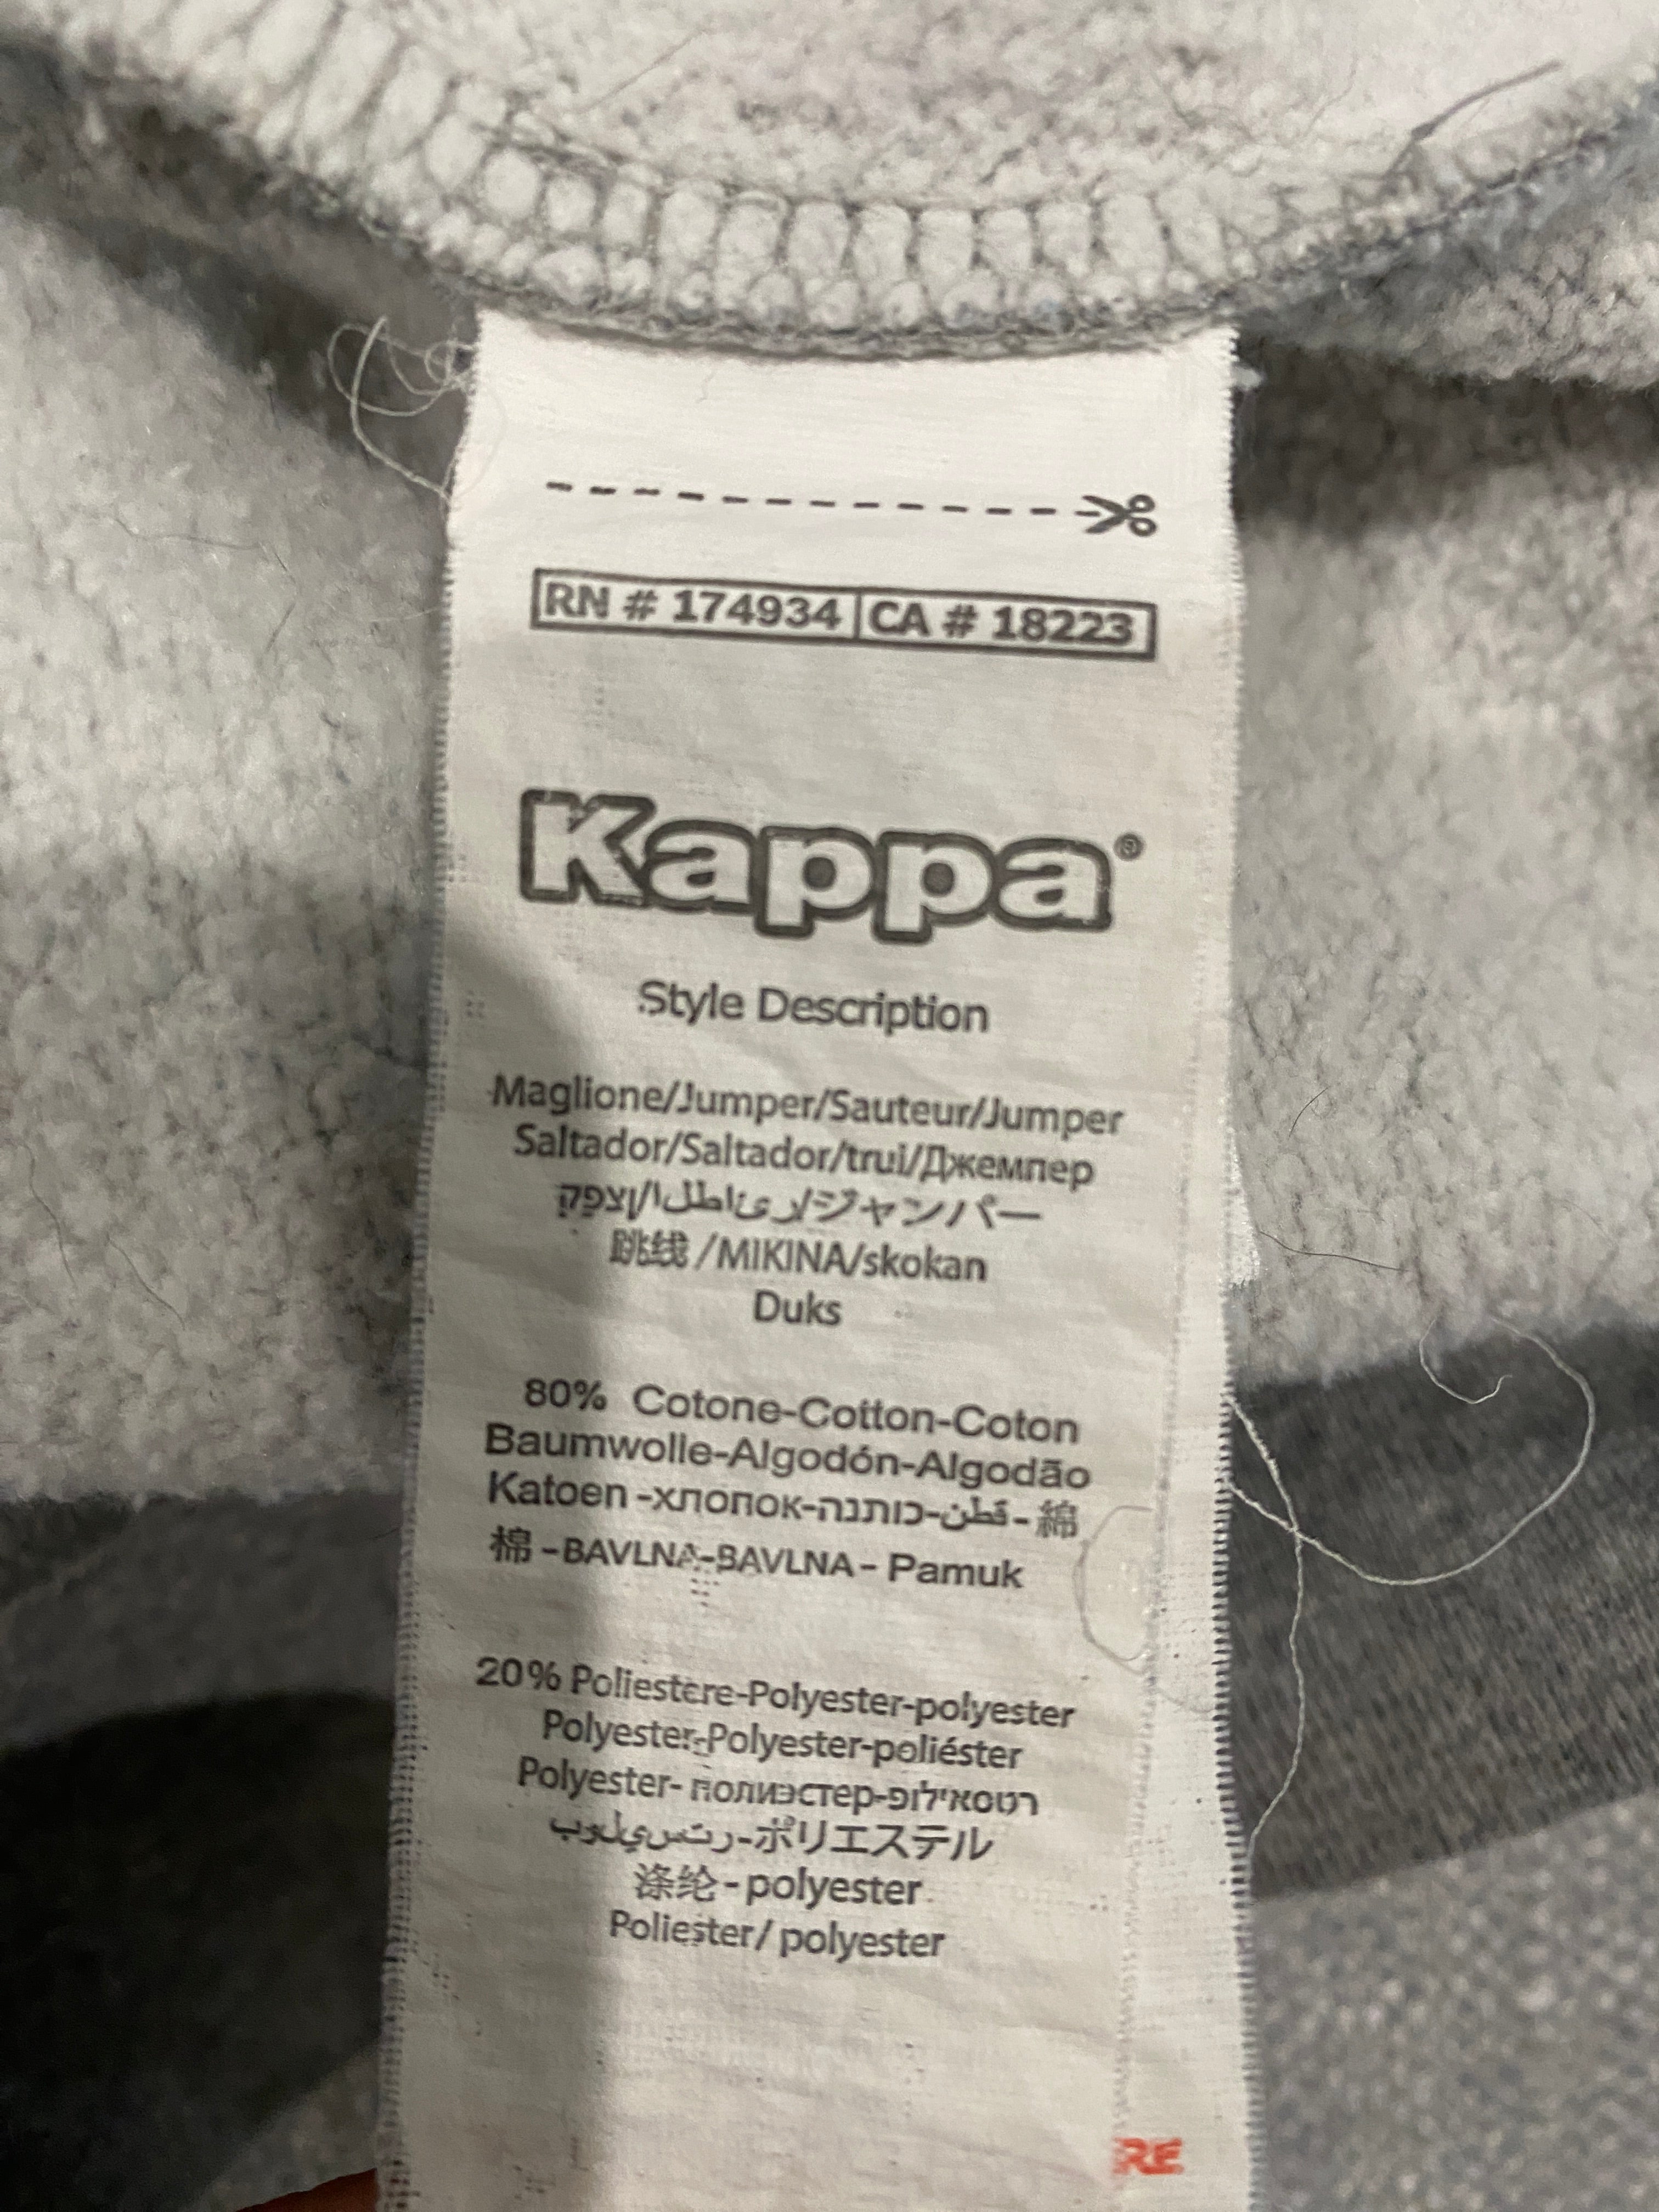 RN # 174934 CA # 18223
Kappa®
Style Description
Maglione/Jumper/Sauteur/Jumper
Saltador/Saltador/trui/Джемпер
ジャンパー
跳线 /MIKINA/skokan
Duks
80% Cotone-Cotton-Coton
Baumwolle-Algodón-Algodão
Katoen -хлопок-כותנה-قطن- 綿
棉 -BAVLNA-BAVLNA- Pamuk
20% Poliestere-Polyester-polyester
Polyester-Polyester-poliéster
Polyester- полиэстер-פוליאסטר
بوليستر-ポリエステル
涤纶- polyester
Poliester/ polyester
RE